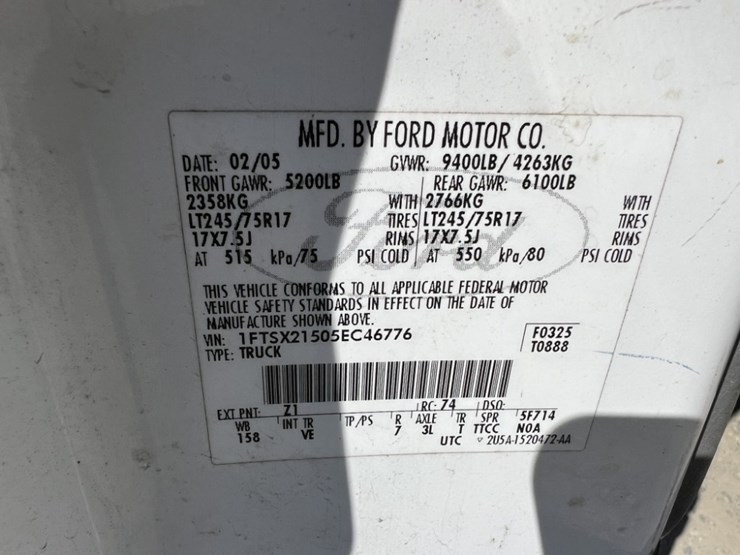 MFD. BY FORD MOTOR CO.
DATE: 02/05 GVWR: 9400LB/ 4263KG
FRONT GAWR: 5200LB REAR GAWR: 6100LB
2358KG WITH 2766KG WITH
LT245/75R17 TIRES LT245/75R17 TIRES
17X7.5J RIMS 17X7.5J RIMS
AT 515 kPa/75 PSI COLD AT 550 kPa/80 PSI COLD
Ford
THIS VEHICLE CONFORMS TO ALL APPLICABLE FEDERAL MOTOR
VEHICLE SAFETY STANDARDS IN EFFECT ON THE DATE OF
MANUFACTURE SHOWN ABOVE.
VIN: 1FTSX21505EC46776 F0325
TYPE: TRUCK T0888
EXT PNT: Z1 RC: 74 DSO:
WB INT TR TP/PS R AXLE TR SPR 5F714
158 VE 7 3L T TTCC NOA
UTC 2U5A-1520472-AA